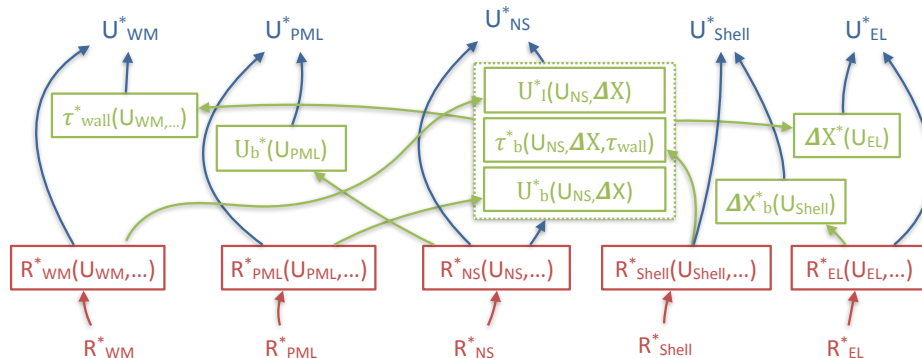 U*WM U*PML U*NS U*Shell U*EL
U*I(UNS,ΔX)
τ*wall(UWM,...)
τ*b(UNS,ΔX,τwall)
ΔX*(UEL)
Ub*(UPML)
U*b(UNS,ΔX)
ΔX*b(UShell)
R*WM(UWM,...) R*PML(UPML,...) R*NS(UNS,...) R*Shell(UShell,...) R*EL(UEL,...)
R*WM R*PML R*NS R*Shell R*EL